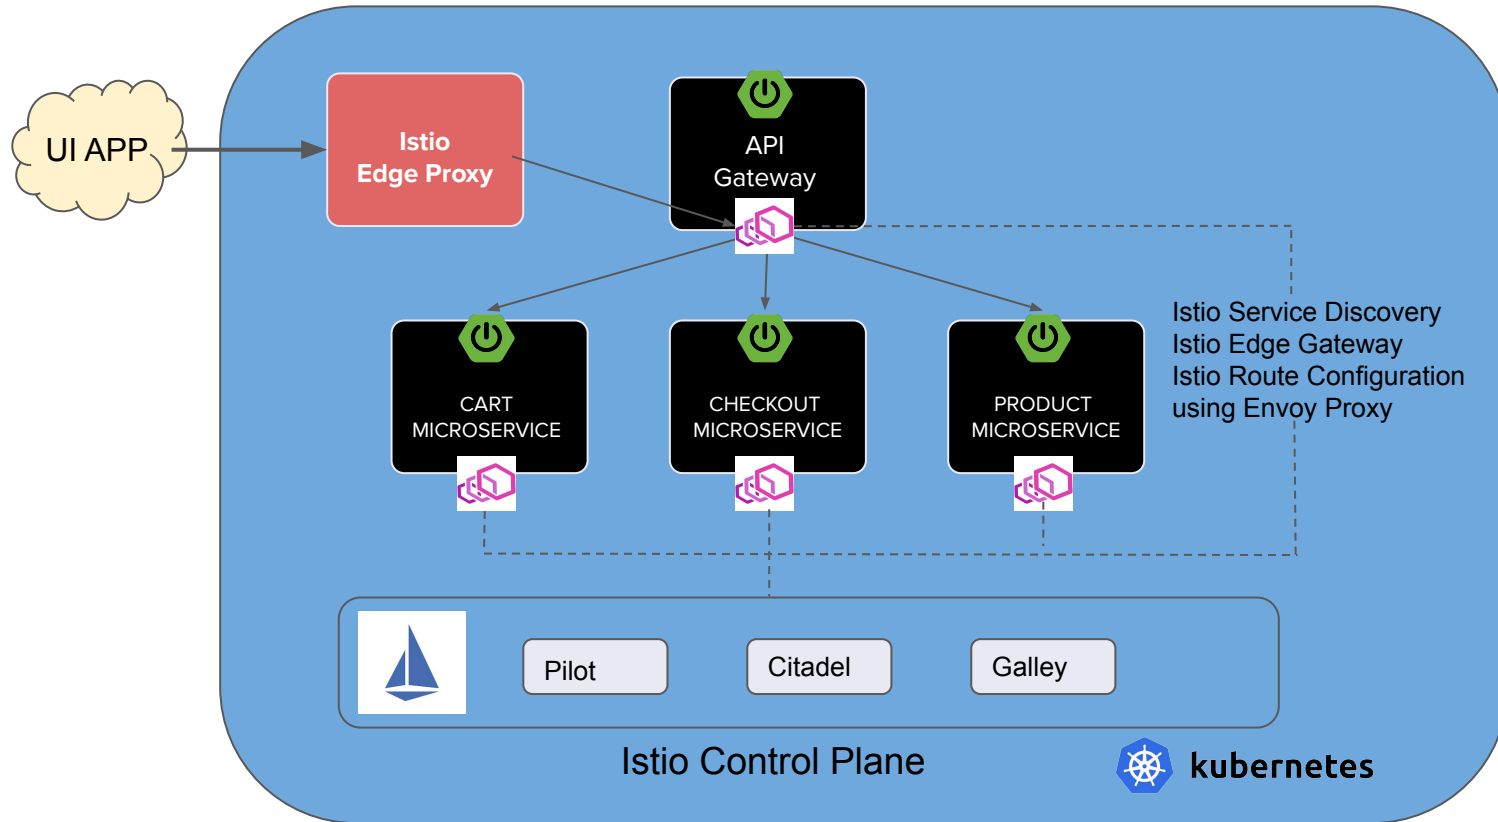 UI APP
Istio
Edge Proxy
API
Gateway
CART
MICROSERVICE
CHECKOUT
MICROSERVICE
PRODUCT
MICROSERVICE
Istio Service Discovery
Istio Edge Gateway
Istio Route Configuration
using Envoy Proxy
Pilot
Citadel
Galley
Istio Control Plane
kubernetes